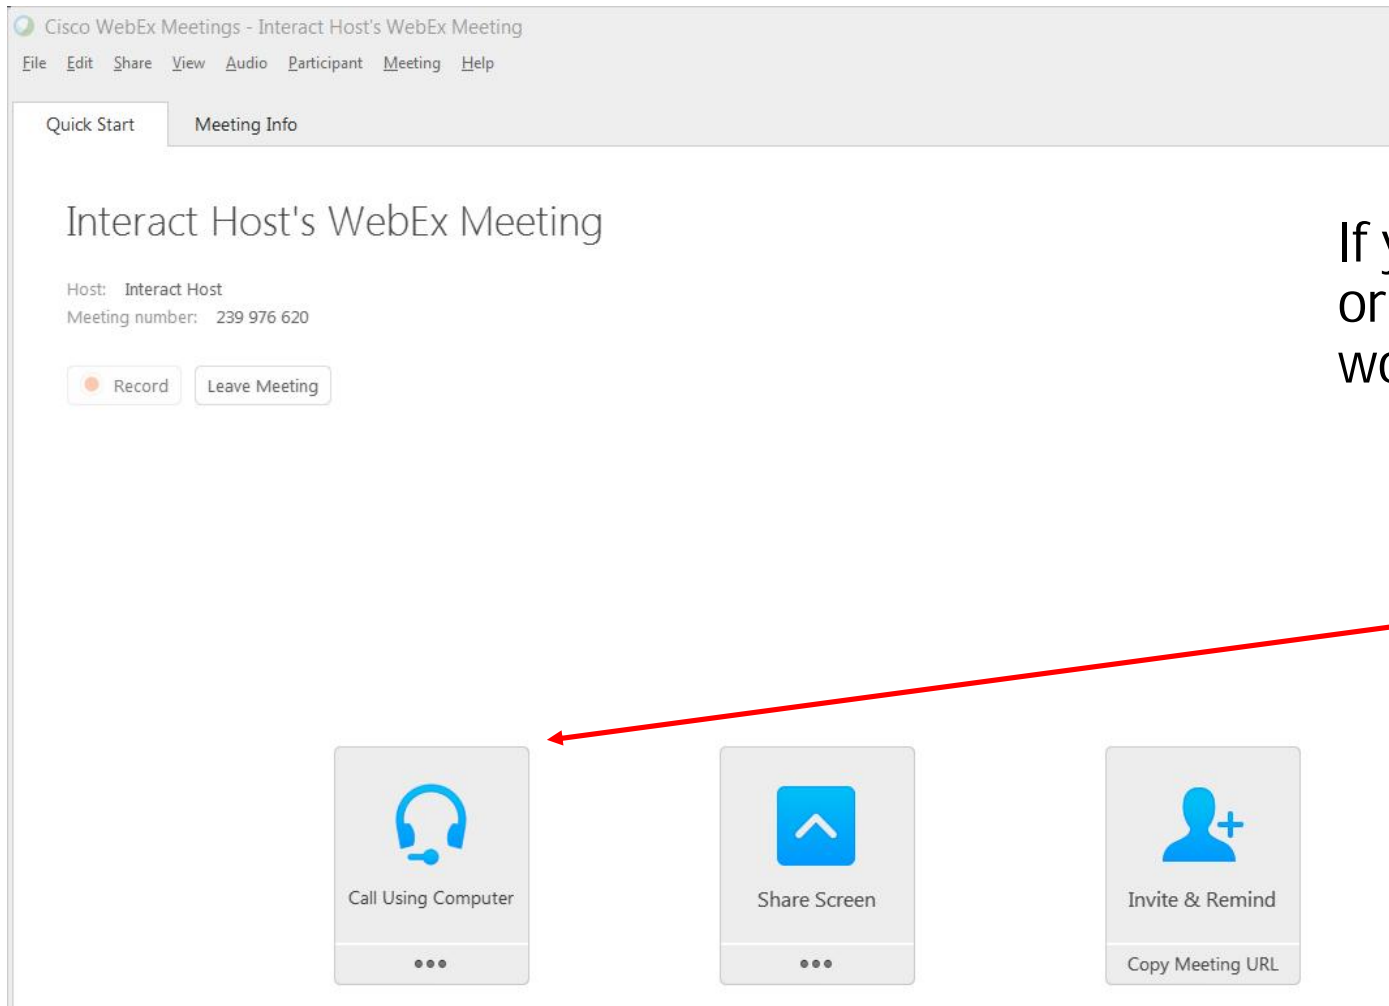 Cisco WebEx Meetings - Interact Host's WebEx Meeting
File Edit Share View Audio Participant Meeting Help
Quick Start Meeting Info
Interact Host's WebEx Meeting
Host: Interact Host
Meeting number: 239 976 620
Record Leave Meeting
If
or
Call Using Computer Share Screen Invite & Remind
Copy Meeting URL